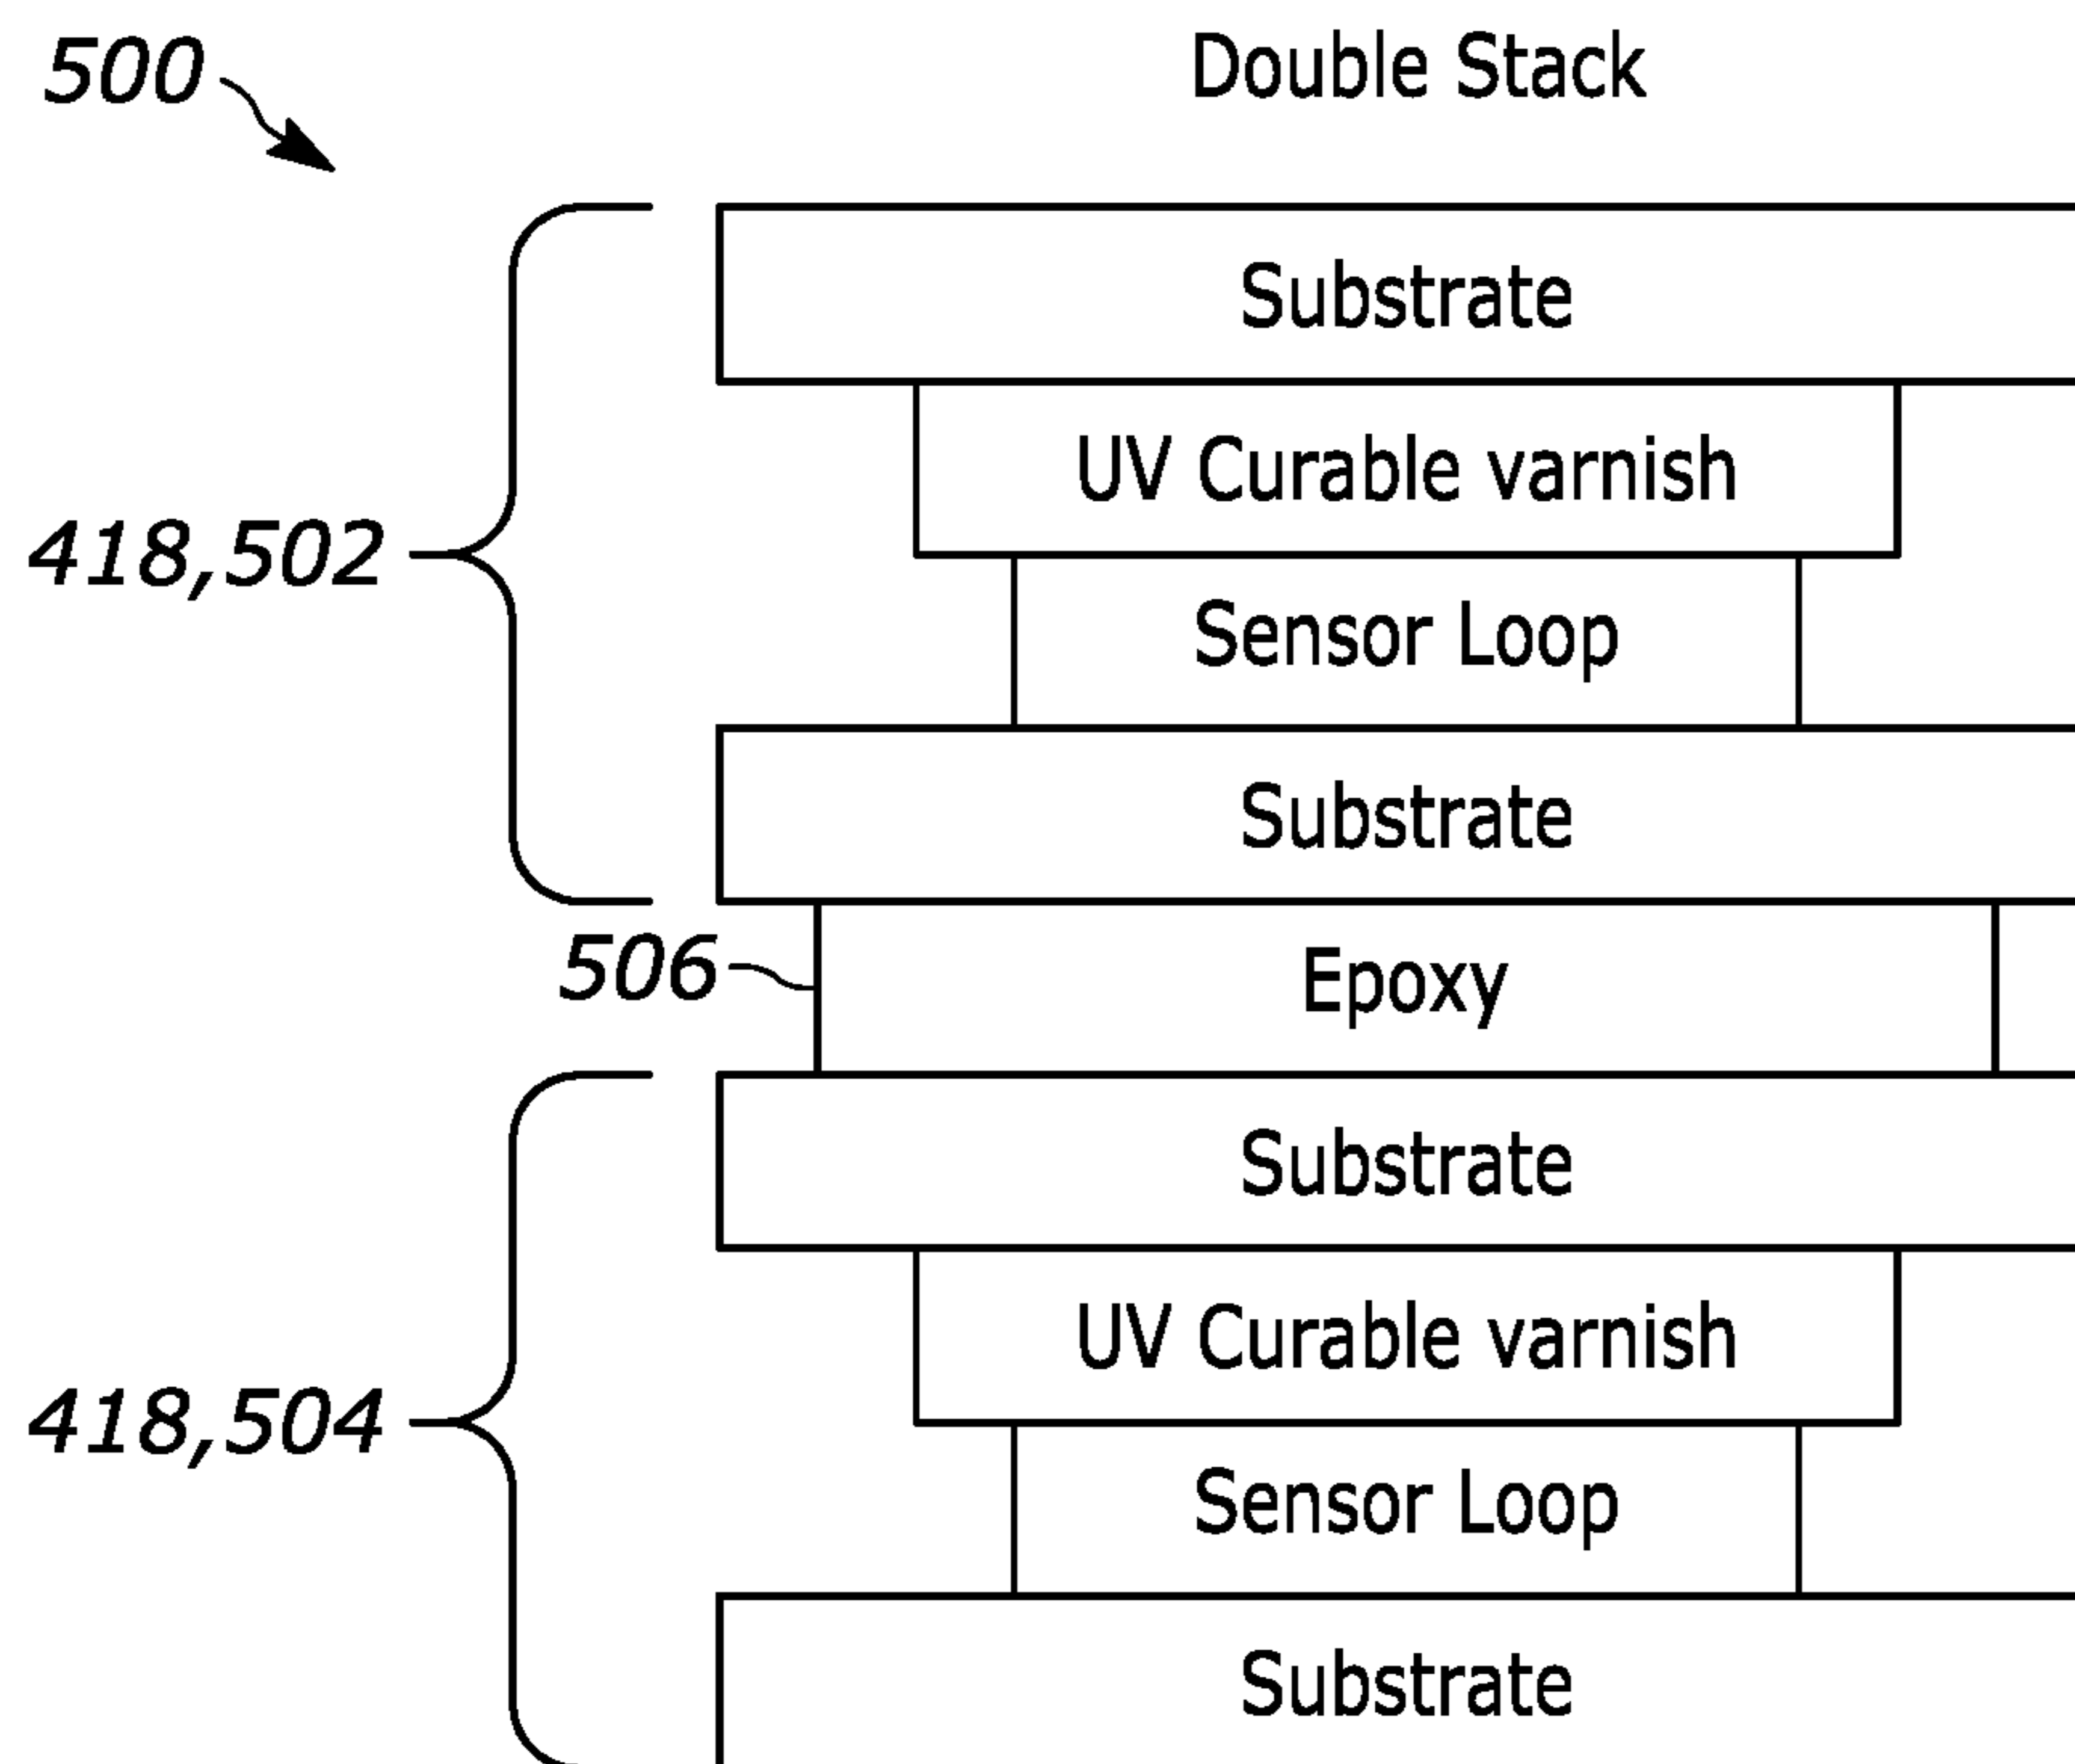 500
Double Stack
Substrate
UV Curable varnish
418,502
Sensor Loop
Substrate
506
Epoxy
Substrate
UV Curable varnish
418,504
Sensor Loop
Substrate